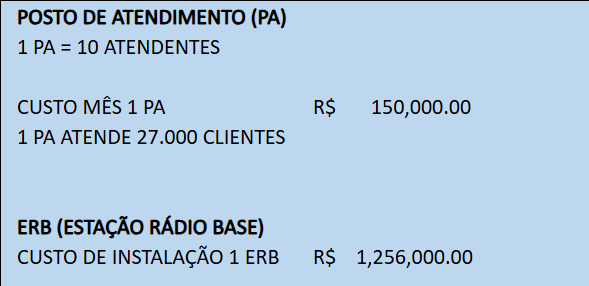 POSTO DE ATENDIMENTO (PA)
1 PA = 10 ATENDENTES
CUSTO MÊS 1 PA R$ 150,000.00
1 PA ATENDE 27.000 CLIENTES
ERB (ESTAÇÃO RÁDIO BASE)
CUSTO DE INSTALAÇÃO 1 ERB R$ 1,256,000.00